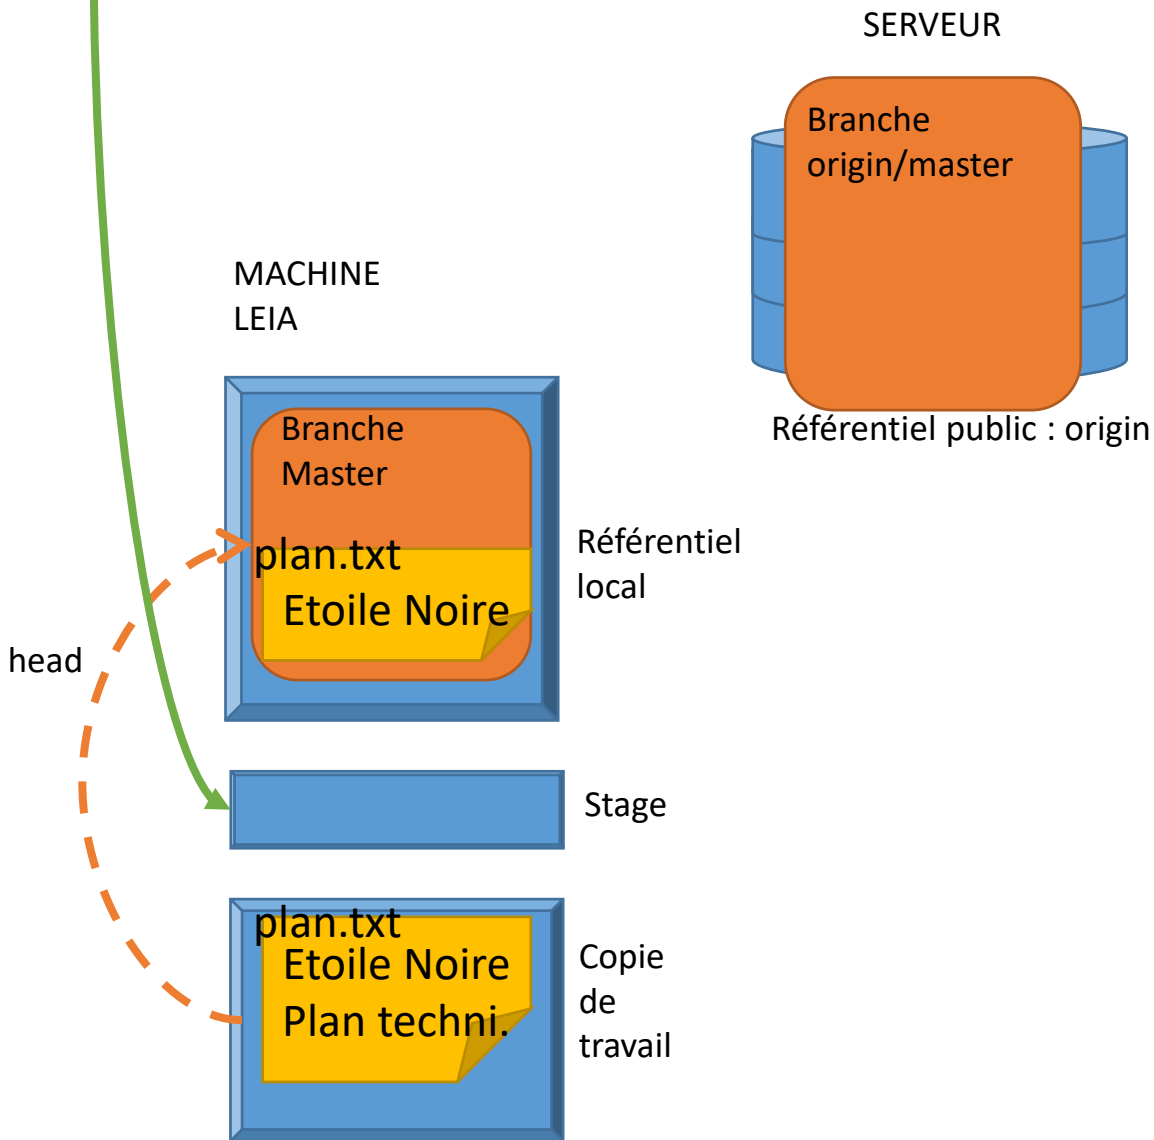 SERVEUR
Branche
origin/master
Référentiel public : origin
MACHINE
LEIA
Branche
Master
plan.txt
Etoile Noire
Référentiel
local
head
Stage
plan.txt
Etoile Noire
Plan techni.
Copie
de
travail